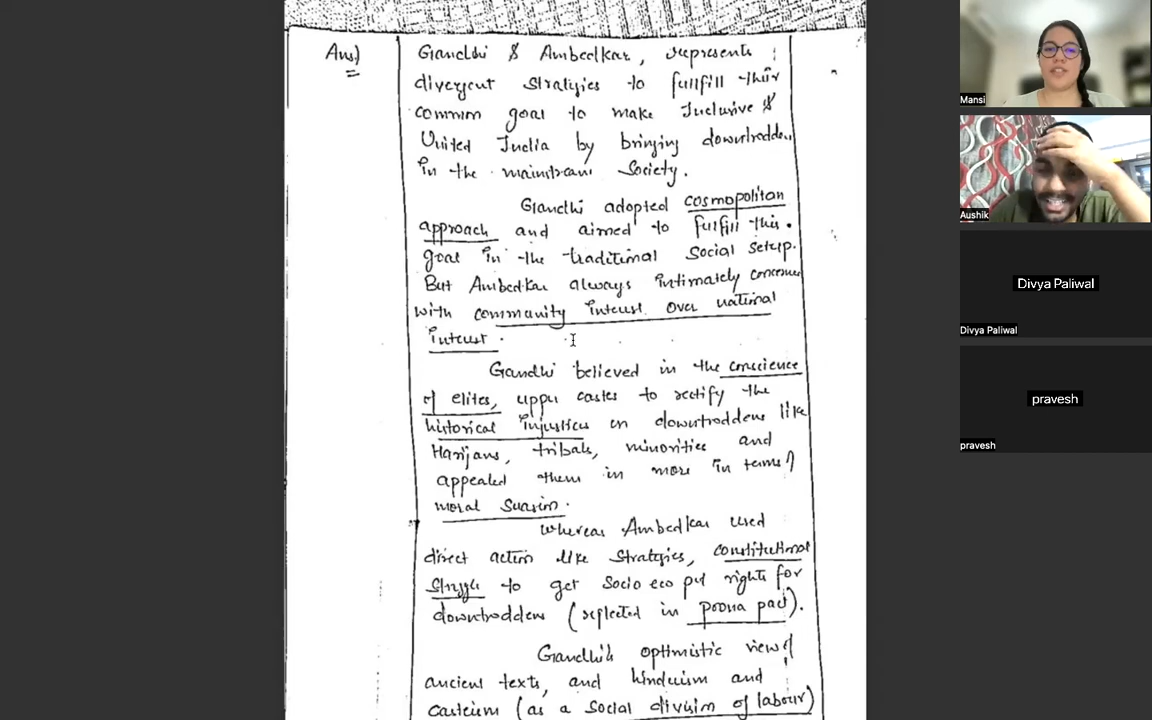 Ans)
Gandhi & Ambedkar, represents
divergent strategies to fullfill their
common goal to make Inclusive &
United India by bringing downtrodden
in the mainstream Society.
Gandhi adopted cosmopolitan
approach and aimed to fulfill this
goal in the traditional Social Setup.
But Ambedkar always intimately concerned
with community interest over national
interest.
Gandhi believed in the conscience
of elites, upper castes to rectify the
historical injustices on downtroddens like
Harijans, tribals, minorities and
appealed them in more in terms of
moral Suasion.
Whereas Ambedkar used
direct action like strategies, constitutional
struggle to get Socio eco pol rights for
downtroddens (reflected in poona pact).
Gandhi's optimistic view of
ancient texts, and hinduism and
casteism (as a Social division of labour)
Mansi
Aushik
Divya Paliwal
Divya Paliwal
pravesh
pravesh